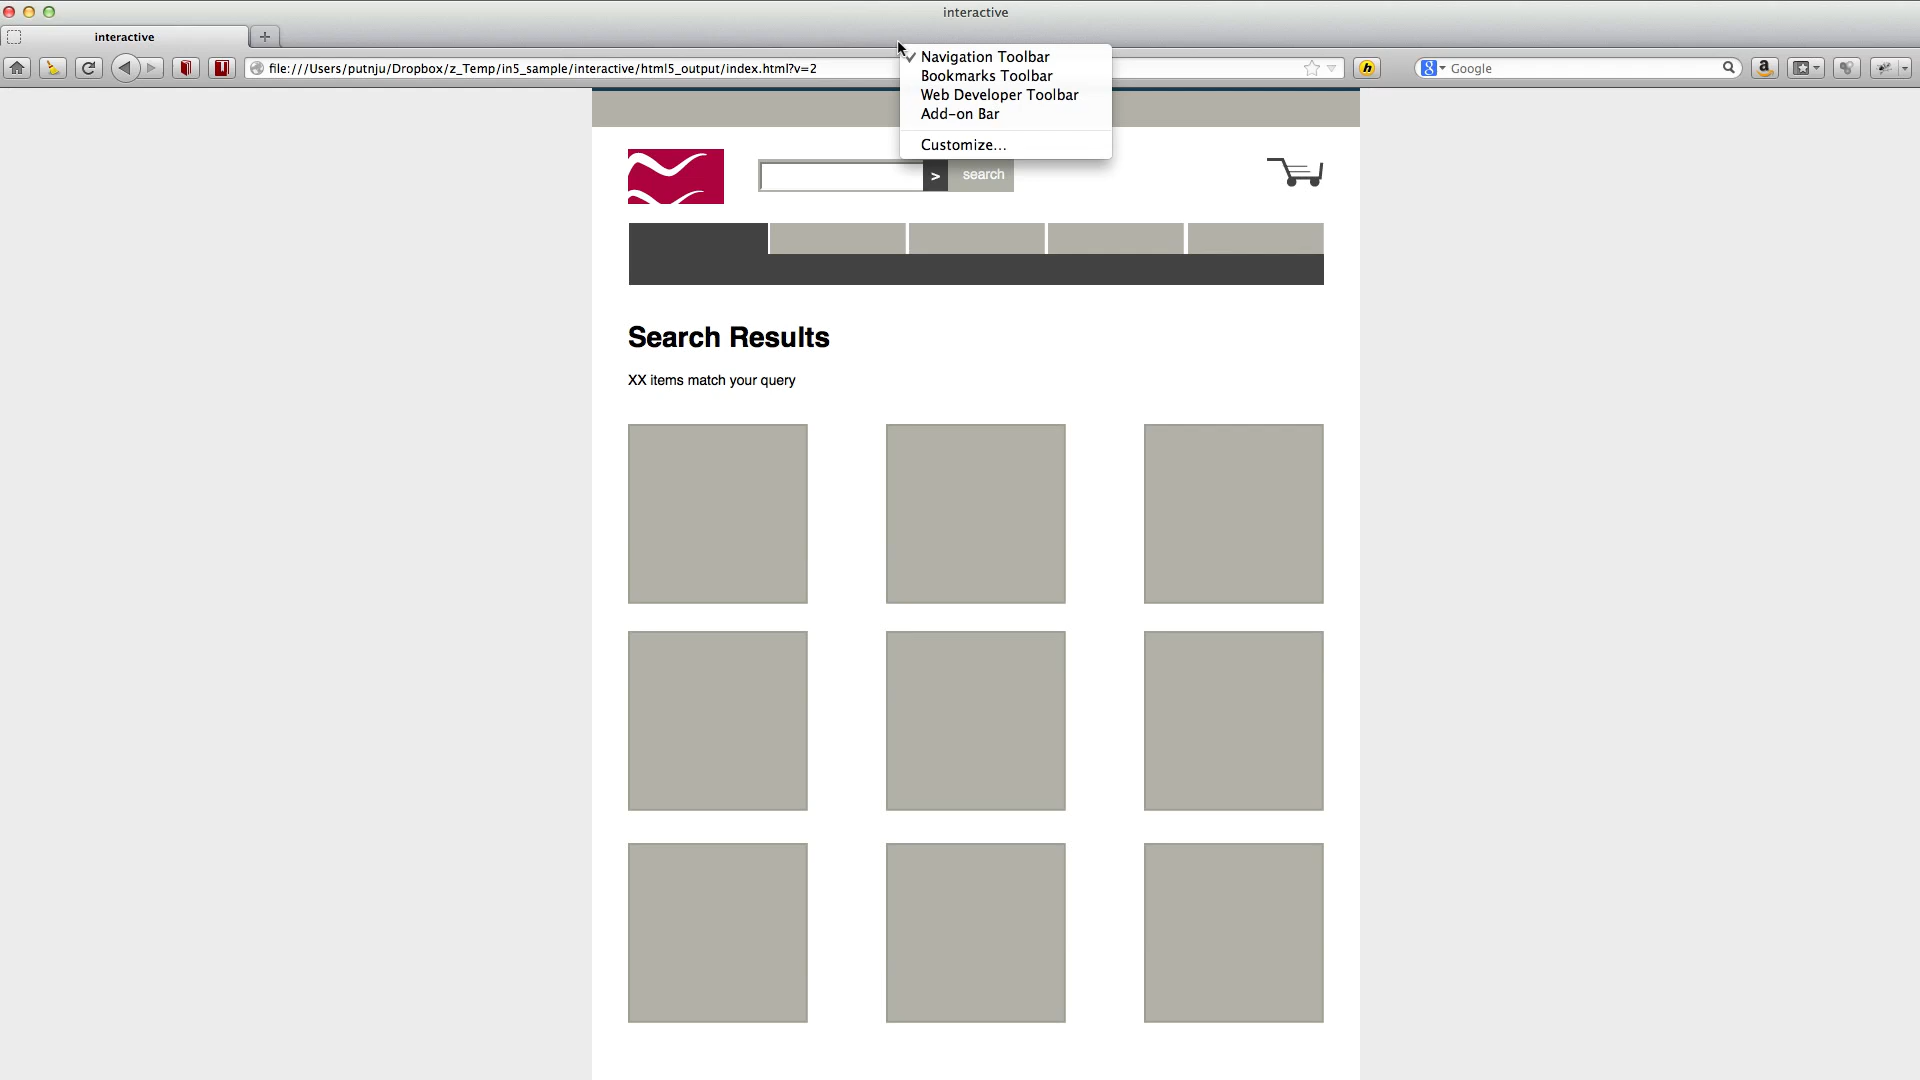 interactive
interactive
file:///Users/putnju/Dropbox/z_Temp/in5_sample/interactive/html5_output/index.html?v=2
Google
Navigation Toolbar
Bookmarks Toolbar
Web Developer Toolbar
Add-on Bar
Customize...
> search
Search Results
XX items match your query